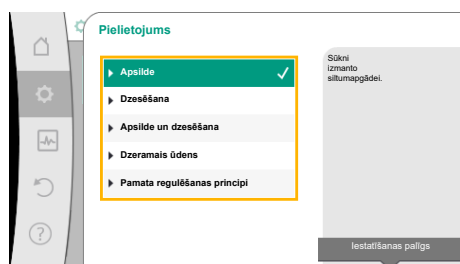 Pielietojums
Apsilde
Dzesēšana
Apsilde un dzesēšana
Dzeramais ūdens
Pamata regulēšanas principi
Sūkni
izmanto
siltumapgādei.
Iestatīšanas palīgs
?